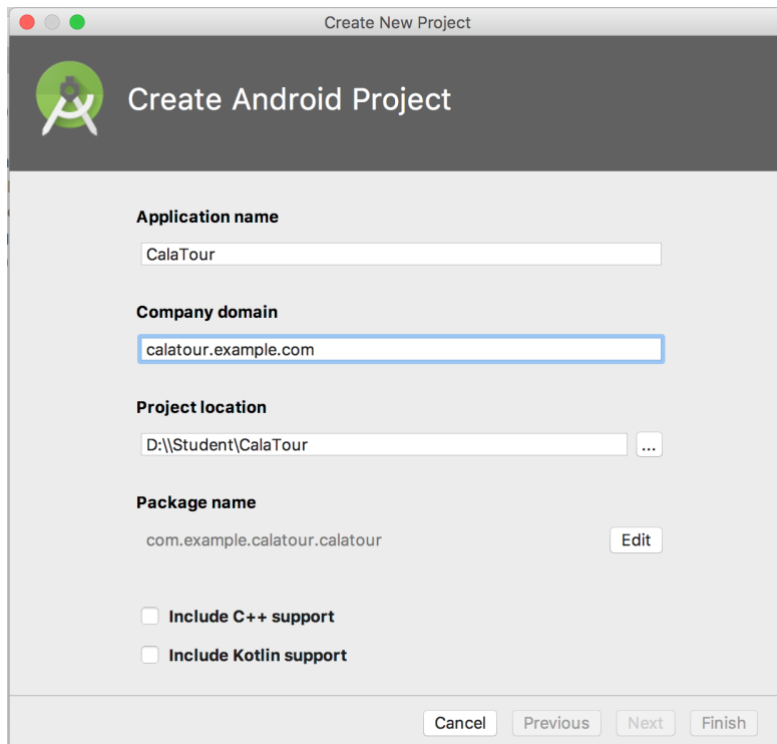 Create New Project
Create Android Project
Application name
CalaTour
Company domain
calatour.example.com
Project location
D:\\Student\CalaTour
...
Package name
com.example.calatour.calatour
Edit
Include C++ support
Include Kotlin support
Cancel
Previous
Next
Finish